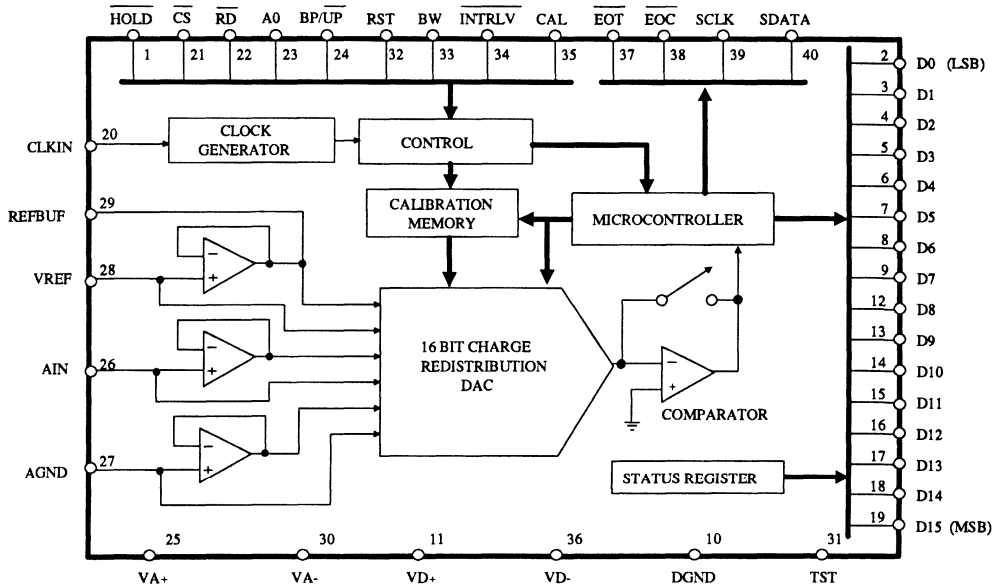 HOLD CS RD A0 BP/UP RST BW INTRLV CAL EOT EOC SCLK SDATA
1 21 22 23 24 32 33 34 35 37 38 39 40
2 D0 (LSB)
3 D1
4 D2
5 D3
6 D4
7 D5
8 D6
9 D7
12 D8
13 D9
14 D10
15 D11
16 D12
17 D13
18 D14
19 D15 (MSB)
CLKIN 20
REFBUF 29
VREF 28
AIN 26
AGND 27
CLOCK
GENERATOR
CONTROL
CALIBRATION
MEMORY
MICROCONTROLLER
−
+
−
+
−
+
16 BIT CHARGE
REDISTRIBUTION
DAC
−
+
COMPARATOR
STATUS REGISTER
25 30 11 36 10 31
VA+ VA- VD+ VD- DGND TST